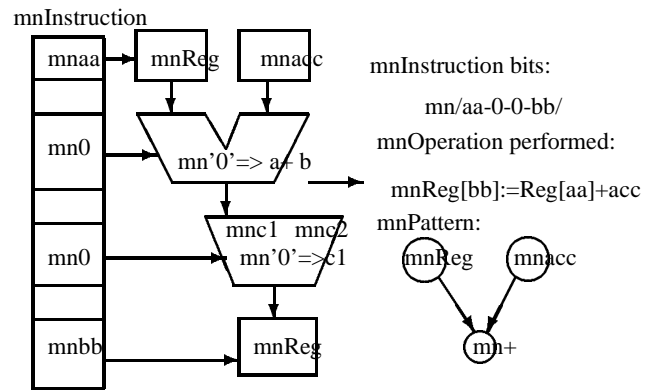 mnInstruction
mnaa
mnReg
mnacc
mn0
mn'0'=> a+ b
mnc1 mnc2
mn0
mn'0'=>c1
mnbb
mnReg
mnInstruction bits:
mn/aa-0-0-bb/
mnOperation performed:
mnReg[bb]:=Reg[aa]+acc
mnPattern:
mnReg
mnacc
mn+